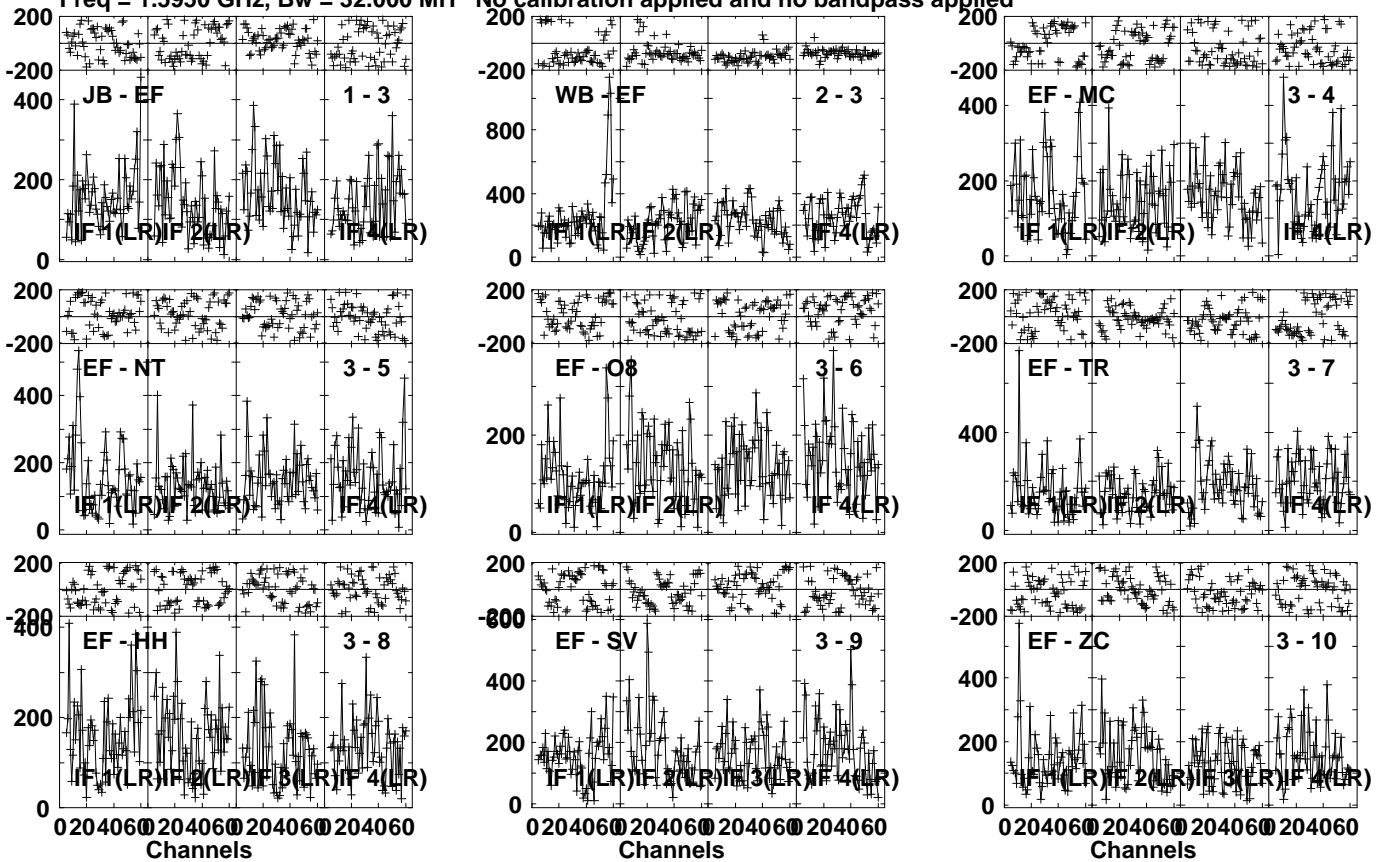 Freq = 1.5950 GHz, Bw = 32.000 MH No calibration applied and no bandpass applied
200 200 200
-200 -200 -200
JB - EF 1 - 3 WB - EF 2 - 3 EF - MC 3 - 4
400 800 400
200 400 200
IF 1(LR) IF 2(LR) IF 4(LR) IF 1(LR) IF 2(LR) IF 4(LR) IF 1(LR) IF 2(LR) IF 4(LR)
0 0 0
200 200 200
-200 -200 -200
EF - NT 3 - 5 EF - O8 3 - 6 EF - TR 3 - 7
400 200 400
200
IF 1(LR) IF 2(LR) IF 4(LR) IF 1(LR) IF 2(LR) IF 4(LR) IF 1(LR) IF 2(LR) IF 4(LR)
0 0 0
200 200 200
-200 -200
400 600
EF - HH 3 - 8 EF - SV 3 - 9 EF - ZC 3 - 10
400 400
200 200 200
IF 1(LR) IF 2(LR) IF 3(LR) IF 4(LR) IF 1(LR) IF 2(LR) IF 3(LR) IF 4(LR) IF 1(LR) IF 2(LR) IF 3(LR) IF 4(LR)
0 0 0
0 20 40 60 0 20 40 60 0 20 40 60 0 20 40 60 0 20 40 60 0 20 40 60 0 20 40 60 0 20 40 60 0 20 40 60 0 20 40 60 0 20 40 60 0 20 40 60
Channels Channels Channels